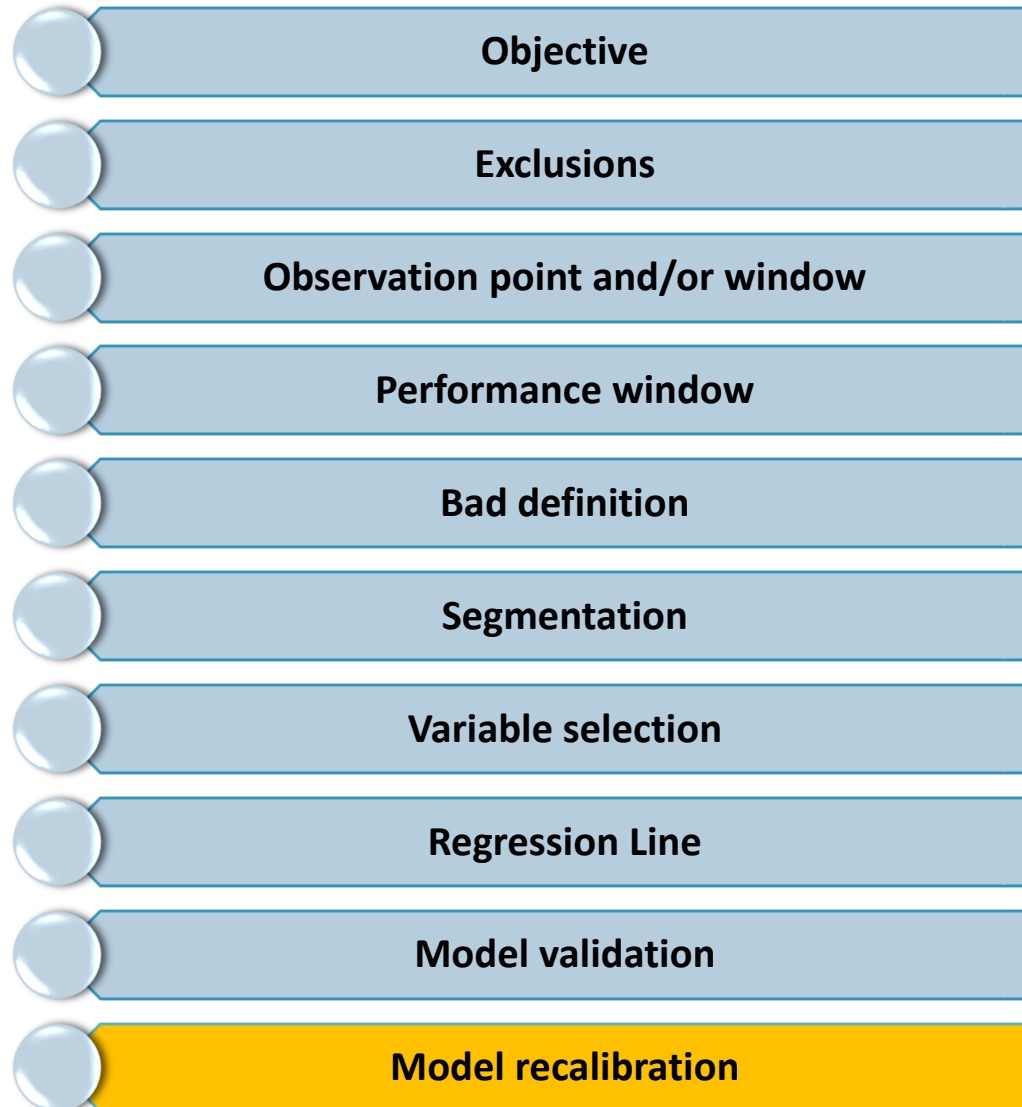 Objective
Exclusions
Observation point and/or window
Performance window
Bad definition
Segmentation
Variable selection
Regression Line
Model validation
Model recalibration